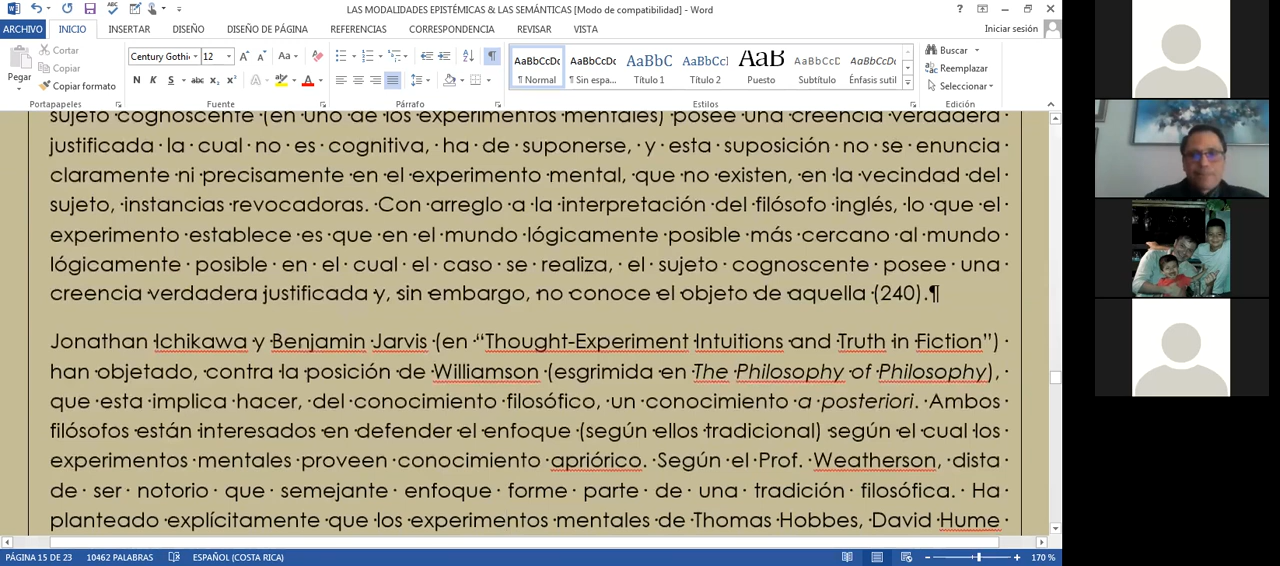 LAS MODALIDADES EPISTÉMICAS & LAS SEMÁNTICAS [Modo de compatibilidad] - Word
ARCHIVO INICIO INSERTAR DISEÑO DISEÑO DE PÁGINA REFERENCIAS CORRESPONDENCIA REVISAR VISTA Iniciar sesión
Pegar
Cortar
Copiar
Copiar formato
Portapapeles
Century Gothi 12
Fuente
Párrafo
AaBbCcDc AaBbCcDc AaBbC AaBbCcI AaB AaBbCcD AaBbCcDc
¶ Normal ¶ Sin espa... Título 1 Título 2 Puesto Subtítulo Énfasis sutil
Estilos
Buscar
Reemplazar
Seleccionar
Edición
sujeto cognoscente (en uno de los experimentos mentales) posee una creencia verdadera
justificada la cual no es cognitiva, ha de suponerse, y esta suposición no se enuncia
claramente ni precisamente en el experimento mental, que no existen, en la vecindad del
sujeto, instancias revocadoras. Con arreglo a la interpretación del filósofo inglés, lo que el
experimento establece es que en el mundo lógicamente posible más cercano al mundo
lógicamente posible en el cual el caso se realiza, el sujeto cognoscente posee una
creencia verdadera justificada y, sin embargo, no conoce el objeto de aquella (240).¶
Jonathan Ichikawa y Benjamin Jarvis (en “Thought-Experiment Intuitions and Truth in Fiction”)
han objetado, contra la posición de Williamson (esgrimida en The Philosophy of Philosophy),
que esta implica hacer, del conocimiento filosófico, un conocimiento a posteriori. Ambos
filósofos están interesados en defender el enfoque (según ellos tradicional) según el cual los
experimentos mentales proveen conocimiento apriórico. Según el Prof. Weatherson, dista
de ser notorio que semejante enfoque forme parte de una tradición filosófica. Ha
planteado explícitamente que los experimentos mentales de Thomas Hobbes, David Hume
PÁGINA 15 DE 23 10462 PALABRAS ESPAÑOL (COSTA RICA) 170 %